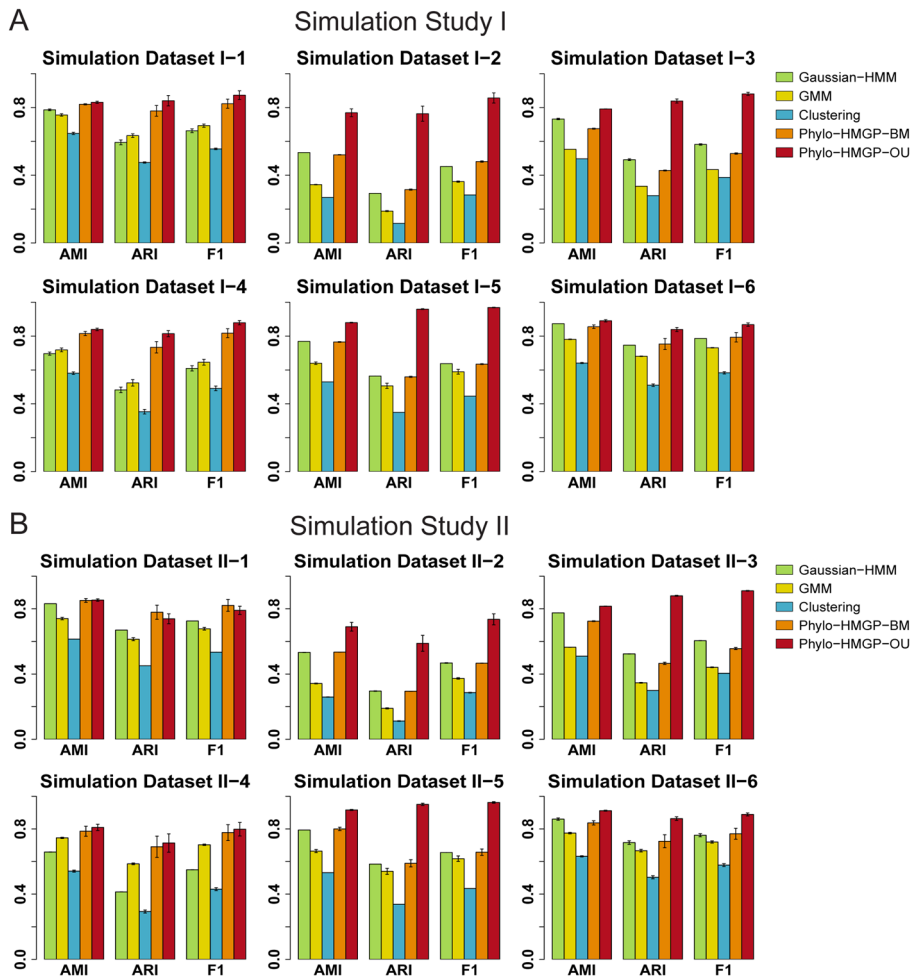 A
Simulation Study I
Simulation Dataset I−1
Simulation Dataset I−2
Simulation Dataset I−3
0.0 0.4 0.8
AMI ARI F1
0.0 0.4 0.8
AMI ARI F1
0.0 0.4 0.8
AMI ARI F1
Gaussian−HMM
GMM
Clustering
Phylo−HMGP−BM
Phylo−HMGP−OU
Simulation Dataset I−4
Simulation Dataset I−5
Simulation Dataset I−6
0.0 0.4 0.8
AMI ARI F1
0.0 0.4 0.8
AMI ARI F1
0.0 0.4 0.8
AMI ARI F1
B
Simulation Study II
Simulation Dataset II−1
Simulation Dataset II−2
Simulation Dataset II−3
0.0 0.4 0.8
AMI ARI F1
0.0 0.4 0.8
AMI ARI F1
0.0 0.4 0.8
AMI ARI F1
Gaussian−HMM
GMM
Clustering
Phylo−HMGP−BM
Phylo−HMGP−OU
Simulation Dataset II−4
Simulation Dataset II−5
Simulation Dataset II−6
0.0 0.4 0.8
AMI ARI F1
0.0 0.4 0.8
AMI ARI F1
0.0 0.4 0.8
AMI ARI F1